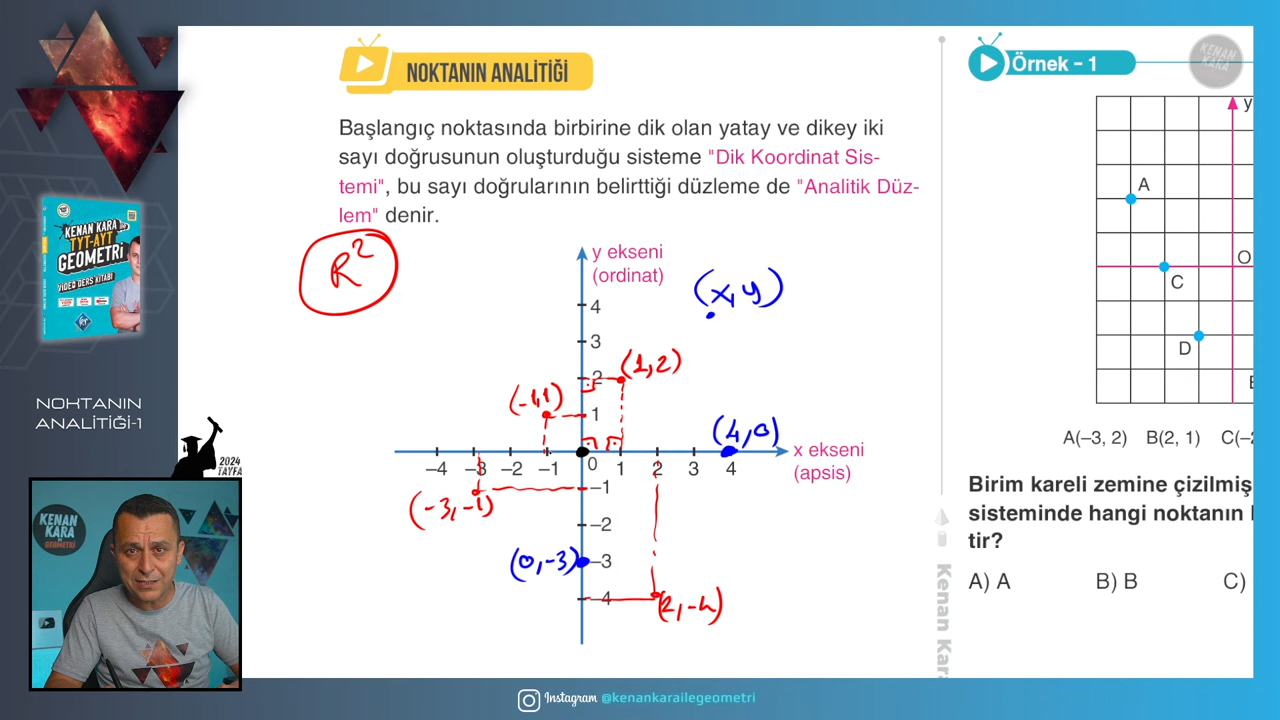 NOKTANIN ANALİTİĞİ
Başlangıç noktasında birbirine dik olan yatay ve dikey iki
sayı doğrusunun oluşturduğu sisteme "Dik Koordinat Sis-
temi", bu sayı doğrularının belirttiği düzleme de "Analitik Düz-
lem" denir.
R²
y ekseni
(ordinat)
(x,y)
4
3
2
1
(1,2)
(-1,1)
(4,0)
x ekseni
(apsis)
-4 -3 -2 -1 0 1 2 3 4
-1
-2
-3
-4
(-3,-1)
(0,-3)
(2,-4)
Örnek - 1
KENAN
KARA
y
A
O
C
D
A(-3, 2) B(2, 1) C(-2
Birim kareli zemine çizilmiş
sisteminde hangi noktanın
tir?
A) A B) B C)
Kenan Kar
KENAN KARA
TYT-AYT
GEOMETRİ
VİDEO DERS KİTABI
NOKTANIN
ANALİTİĞİ-1
2024
TAYFA
KENAN
KARA
GEOMETRİ
Instagram @kenankarailegeometri